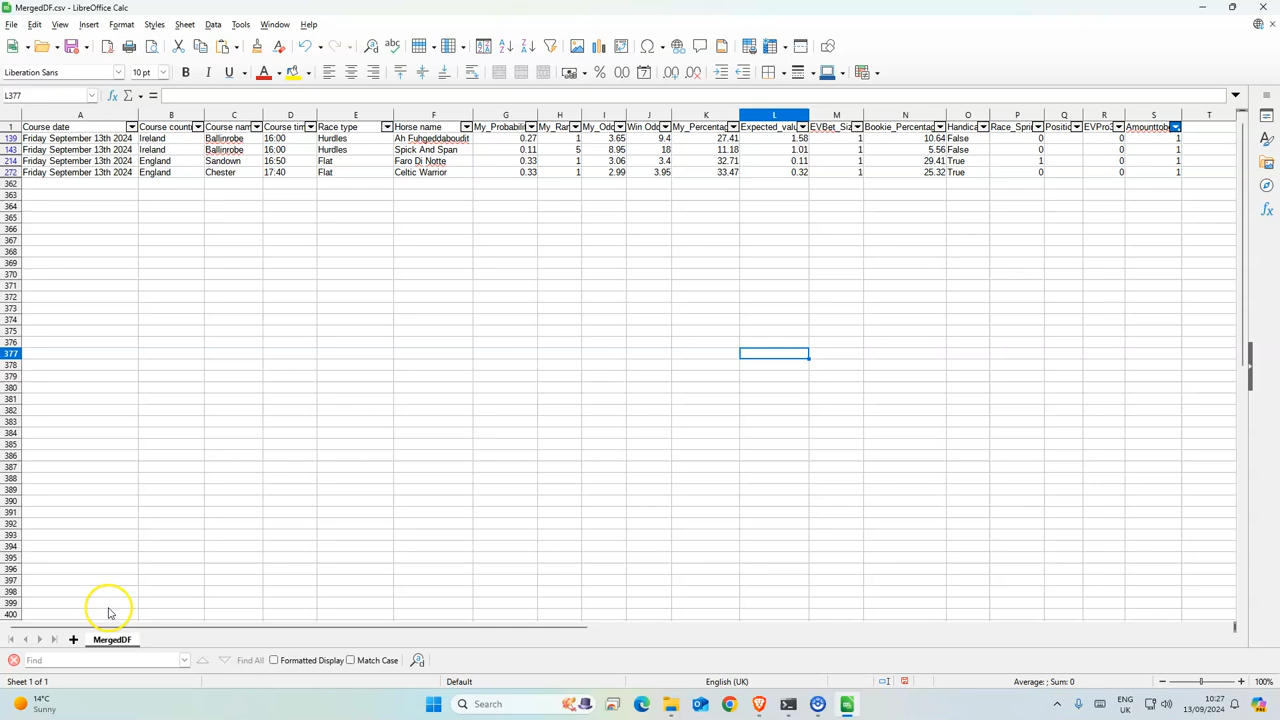 MergedDF.csv - LibreOffice Calc
File Edit View Insert Format Styles Sheet Data Tools Window Help
Liberation Sans 10 pt
L377
A B C D E F G H I J K L M N O P Q R S T
1 Course date Course count Course nam Course tim Race type Horse name My_Probabili My_Ra My_Od Win Od My_Percentag Expected_valu EVBet_Si Bookie_Percentag Handica Race_Spri Positio EVPro Amounttob
139 Friday September 13th 2024 Ireland Ballinrobe 16:00 Hurdles Ah Fuhgeddaboudit 0.27 1 3.65 9.4 27.41 1.58 1 10.64 False 0 0 1
143 Friday September 13th 2024 Ireland Ballinrobe 16:00 Hurdles Spick And Span 0.11 5 8.95 18 11.18 1.01 1 5.56 False 0 0 1
214 Friday September 13th 2024 England Sandown 16:50 Flat Faro Di Notte 0.33 1 3.06 3.4 32.71 0.11 1 29.41 True 1 0 1
272 Friday September 13th 2024 England Chester 17:40 Flat Celtic Warrior 0.33 1 2.99 3.95 33.47 0.32 1 25.32 True 0 0 1
362
363
364
365
366
367
368
369
370
371
372
373
374
375
376
377
378
379
380
381
382
383
384
385
386
387
388
389
390
391
392
393
394
395
396
397
398
399
400
MergedDF
Find Find All Formatted Display Match Case
Sheet 1 of 1 Default English (UK) Average: ; Sum: 0 100%
14°C
Sunny
Search
ENG
UK
10:27
13/09/2024